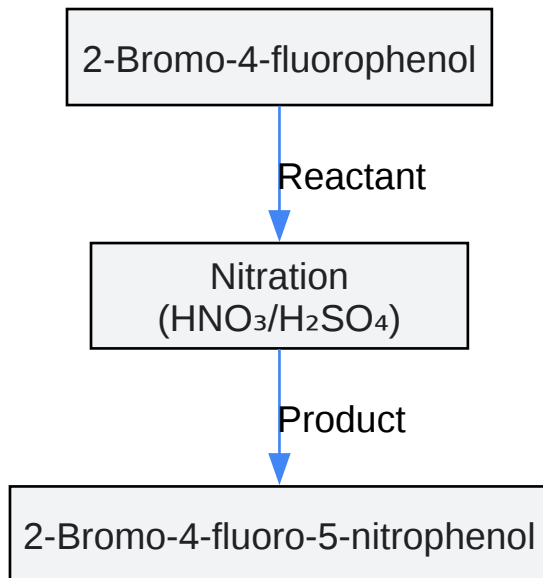 2-Bromo-4-fluorophenol
Reactant
Nitration
(HNO₃/H₂SO₄)
Product
2-Bromo-4-fluoro-5-nitrophenol